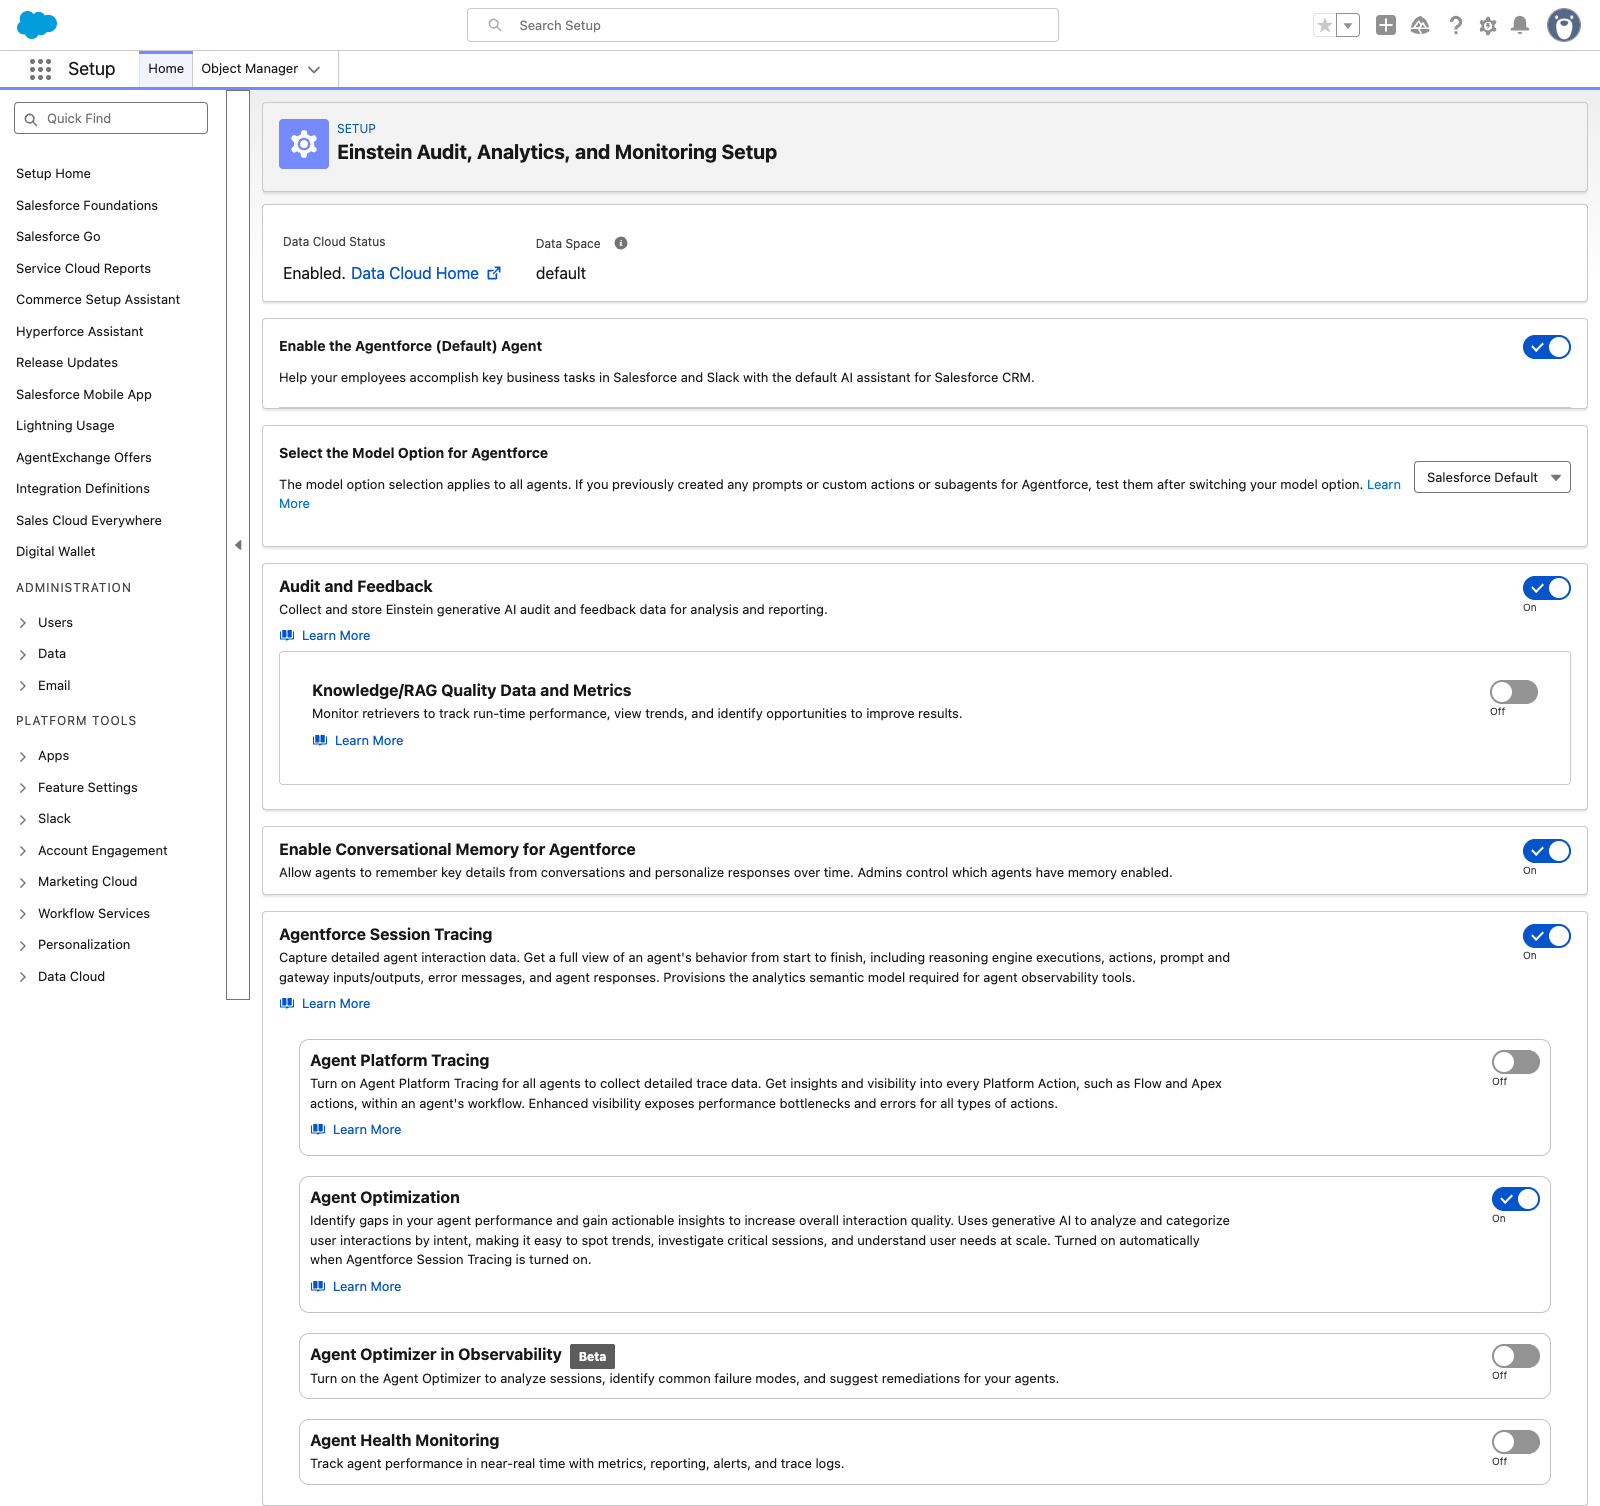 Search Setup
Setup
Home
Object Manager
Quick Find
Setup Home
Salesforce Foundations
Salesforce Go
Service Cloud Reports
Commerce Setup Assistant
Hyperforce Assistant
Release Updates
Salesforce Mobile App
Lightning Usage
AgentExchange Offers
Integration Definitions
Sales Cloud Everywhere
Digital Wallet
ADMINISTRATION
Users
Data
Email
PLATFORM TOOLS
Apps
Feature Settings
Slack
Account Engagement
Marketing Cloud
Workflow Services
Personalization
Data Cloud
SETUP
Einstein Audit, Analytics, and Monitoring Setup
Data Cloud Status
Enabled. Data Cloud Home
Data Space
default
Enable the Agentforce (Default) Agent
Help your employees accomplish key business tasks in Salesforce and Slack with the default AI assistant for Salesforce CRM.
Select the Model Option for Agentforce
The model option selection applies to all agents. If you previously created any prompts or custom actions or subagents for Agentforce, test them after switching your model option. Learn
More
Salesforce Default
Audit and Feedback
Collect and store Einstein generative AI audit and feedback data for analysis and reporting.
Learn More
On
Knowledge/RAG Quality Data and Metrics
Monitor retrievers to track run-time performance, view trends, and identify opportunities to improve results.
Learn More
Off
Enable Conversational Memory for Agentforce
Allow agents to remember key details from conversations and personalize responses over time. Admins control which agents have memory enabled.
On
Agentforce Session Tracing
Capture detailed agent interaction data. Get a full view of an agent's behavior from start to finish, including reasoning engine executions, actions, prompt and
gateway inputs/outputs, error messages, and agent responses. Provisions the analytics semantic model required for agent observability tools.
Learn More
On
Agent Platform Tracing
Turn on Agent Platform Tracing for all agents to collect detailed trace data. Get insights and visibility into every Platform Action, such as Flow and Apex
actions, within an agent's workflow. Enhanced visibility exposes performance bottlenecks and errors for all types of actions.
Learn More
Off
Agent Optimization
Identify gaps in your agent performance and gain actionable insights to increase overall interaction quality. Uses generative AI to analyze and categorize
user interactions by intent, making it easy to spot trends, investigate critical sessions, and understand user needs at scale. Turned on automatically
when Agentforce Session Tracing is turned on.
Learn More
On
Agent Optimizer in Observability Beta
Turn on the Agent Optimizer to analyze sessions, identify common failure modes, and suggest remediations for your agents.
Off
Agent Health Monitoring
Track agent performance in near-real time with metrics, reporting, alerts, and trace logs.
Off